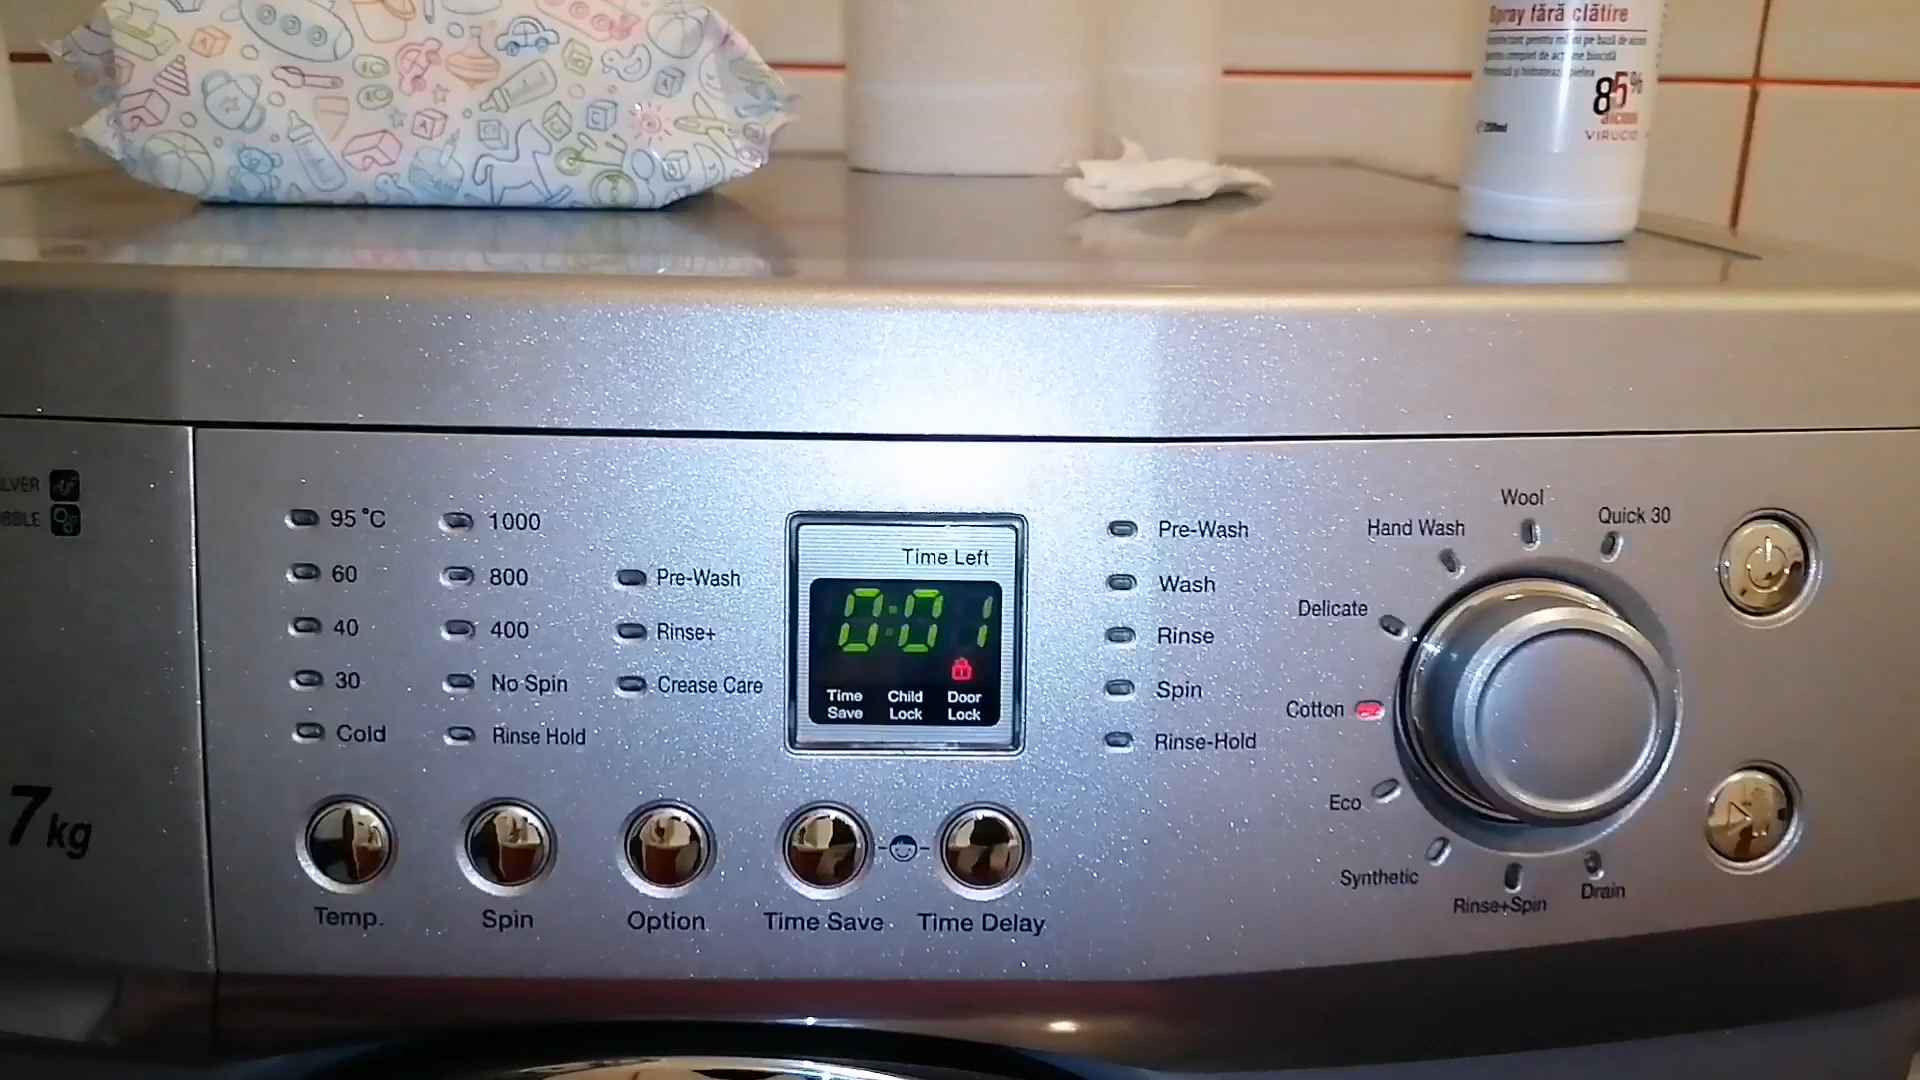 Spray fără clătire
85%
alcool
VIRUCID
95°C
60
40
30
Cold
1000
800
400
No Spin
Rinse Hold
Pre-Wash
Rinse+
Crease Care
Time Left
0:01
Time Save
Child Lock
Door Lock
Pre-Wash
Wash
Rinse
Spin
Rinse-Hold
Wool
Quick 30
Hand Wash
Delicate
Cotton
Eco
Synthetic
Rinse+Spin
Drain
7kg
Temp.
Spin
Option
Time Save
Time Delay